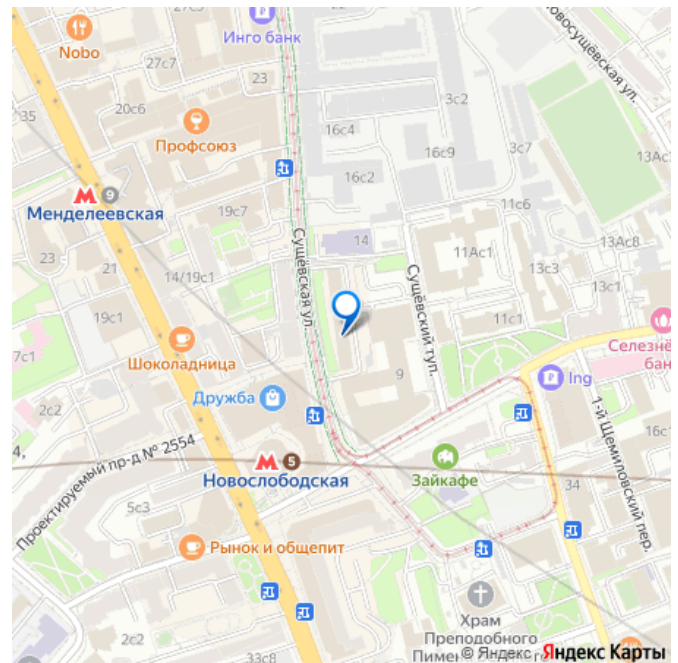 Nobo
Инго банк
27с7
23
35
20с6
Профсоюз
16с4
3с2
Новосущёвская ул.
3с7
13Ас
16с9
16с2
9
Менделеевская
19с7
11с6
14
Сущёвская ул.
11Ас1
13Ас8
23
21
14/19с1
13с3
Сущёвский туп.
19с1
11с1
7с1
Шоколадница
Селезнё
бан
9
Ing
Дружба
2с2
1-й Щемиловский пер.
16с1
4,
Проектируемый пр-д № 2554
5
Новослободская
Зайкафе
34
5с3
Рынок и общепит
Храм
Преподобного
Пимен
2с2
33с8
© Яндекс Яндекс Карты